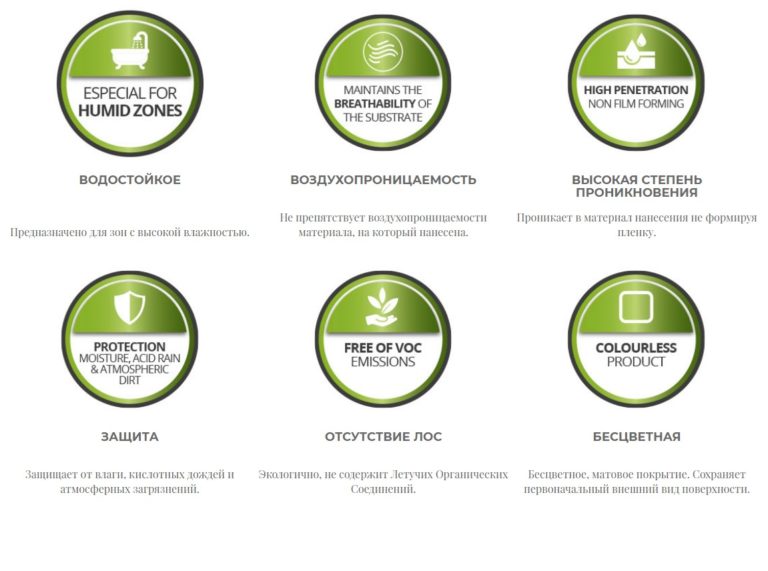 ESPECIAL FOR
HUMID ZONES
MAINTAINS THE
BREATHABILITY OF
THE SUBSTRATE
HIGH PENETRATION
NON FILM FORMING
ВОДОСТОЙКОЕ
ВОЗДУХОПРОНИЦАЕМОСТЬ
ВЫСОКАЯ СТЕПЕНЬ
ПРОНИКНОВЕНИЯ
Предназначено для зон с высокой влажностью.
Не препятствует воздухопроницаемости
материала, на который нанесена.
Проникает в материал нанесения не формируя
пленку.
PROTECTION
MOISTURE, ACID RAIN
& ATMOSPHERIC
DIRT
FREE OF VOC
EMISSIONS
COLOURLESS
PRODUCT
ЗАЩИТА
ОТСУТСТВИЕ ЛОС
БЕСЦВЕТНАЯ
Защищает от влаги, кислотных дождей и
атмосферных загрязнений.
Экологично, не содержит Летучих Органических
Соединений.
Бесцветное, матовое покрытие. Сохраняет
первоначальный внешний вид поверхности.